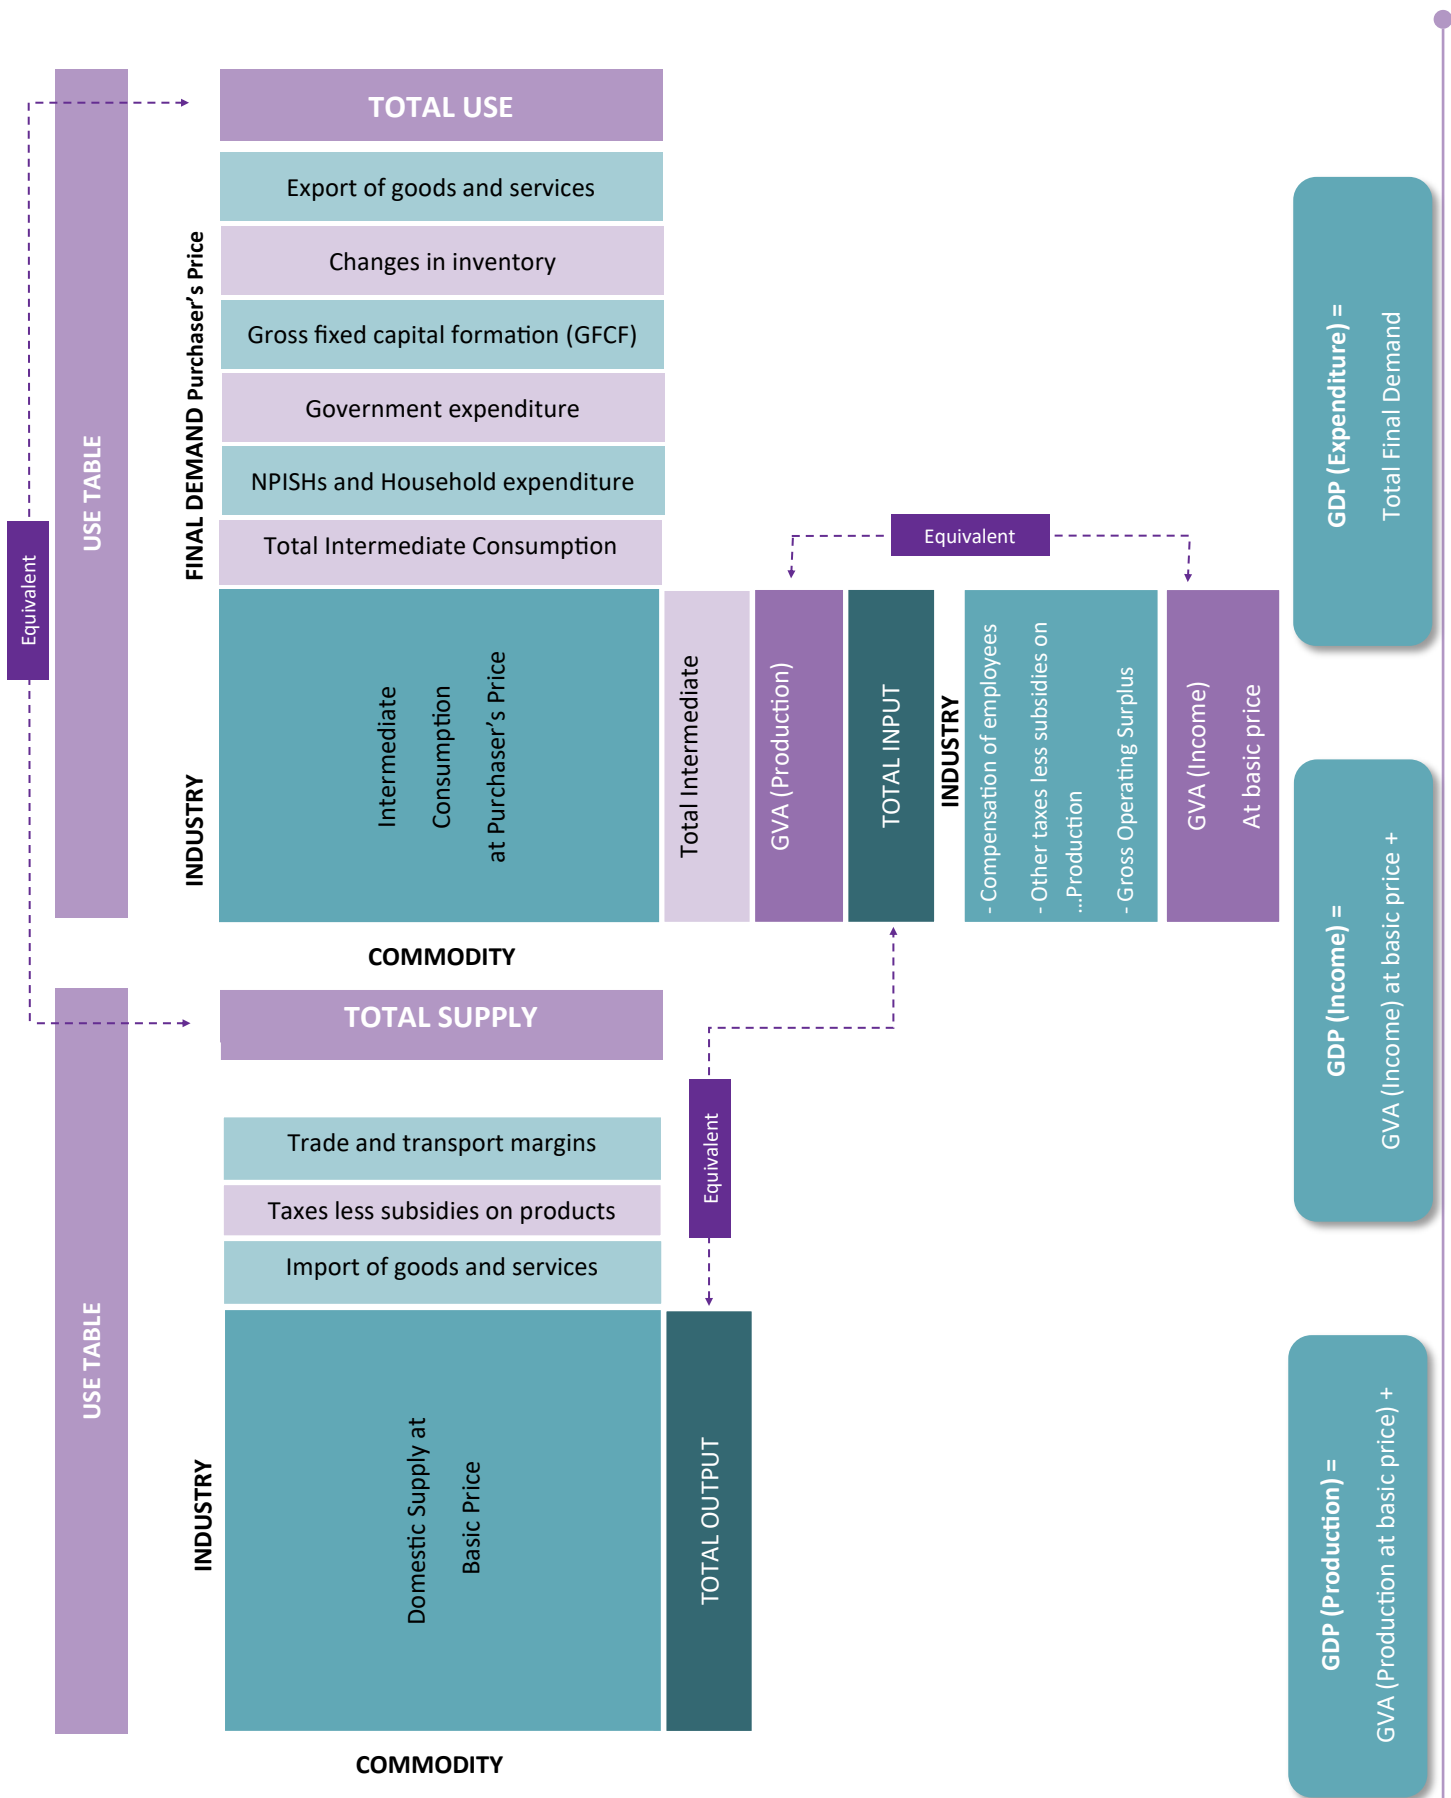 USE TABLE
Equivalent
FINAL DEMAND Purchaser's Price
TOTAL USE
Export of goods and services
Changes in inventory
Gross fixed capital formation (GFCF)
Government expenditure
NPISHs and Household expenditure
Total Intermediate Consumption
INDUSTRY
Intermediate
Consumption
at Purchaser's Price
Total Intermediate
GVA (Production)
TOTAL INPUT
Equivalent
INDUSTRY
- Compensation of employees
- Other taxes less subsidies on
...Production
- Gross Operating Surplus
GVA (Income)
At basic price
COMMODITY
USE TABLE
TOTAL SUPPLY
Trade and transport margins
Taxes less subsidies on products
Import of goods and services
Equivalent
INDUSTRY
Domestic Supply at
Basic Price
TOTAL OUTPUT
COMMODITY
GDP (Expenditure) =
Total Final Demand
GDP (Income) =
GVA (Income) at basic price +
GDP (Production) =
GVA (Production at basic price) +